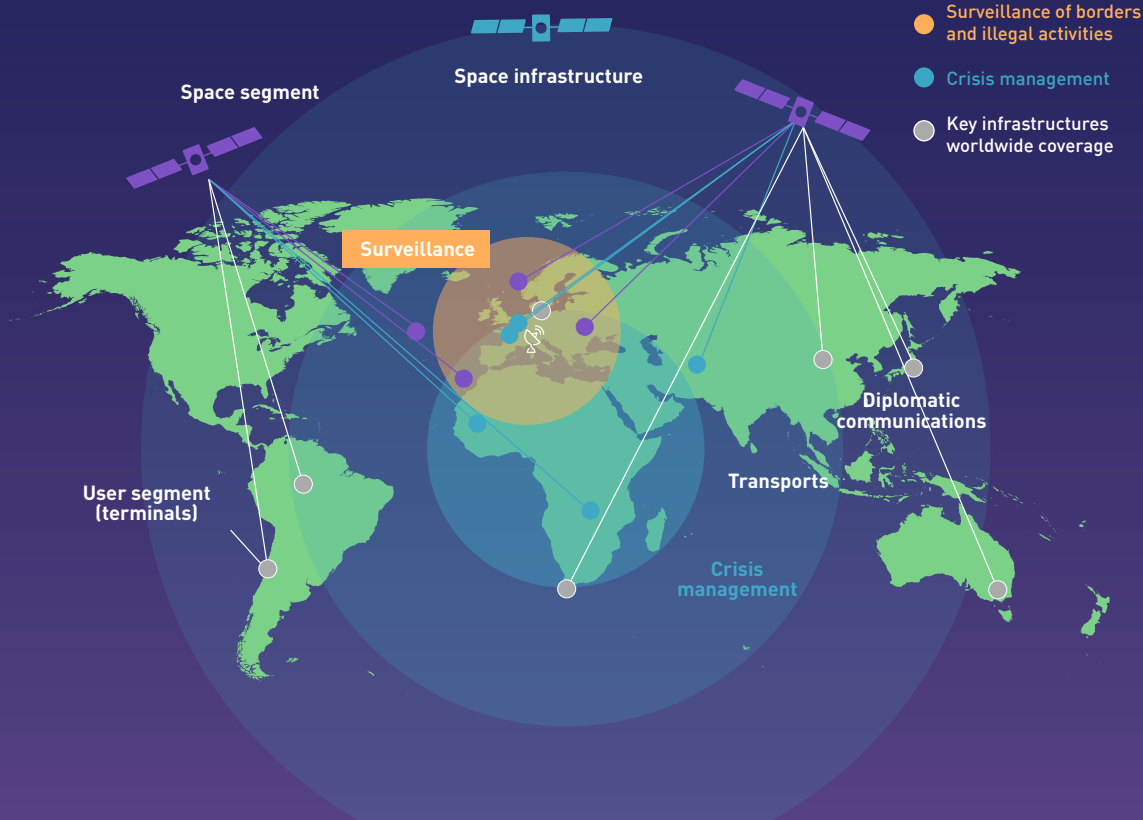 Surveillance of borders
and illegal activities
Space infrastructure
Crisis management
Space segment
Key infrastructures
worldwide coverage
Surveillance
Diplomatic
communications
Transports
User segment
(terminals)
Crisis
management